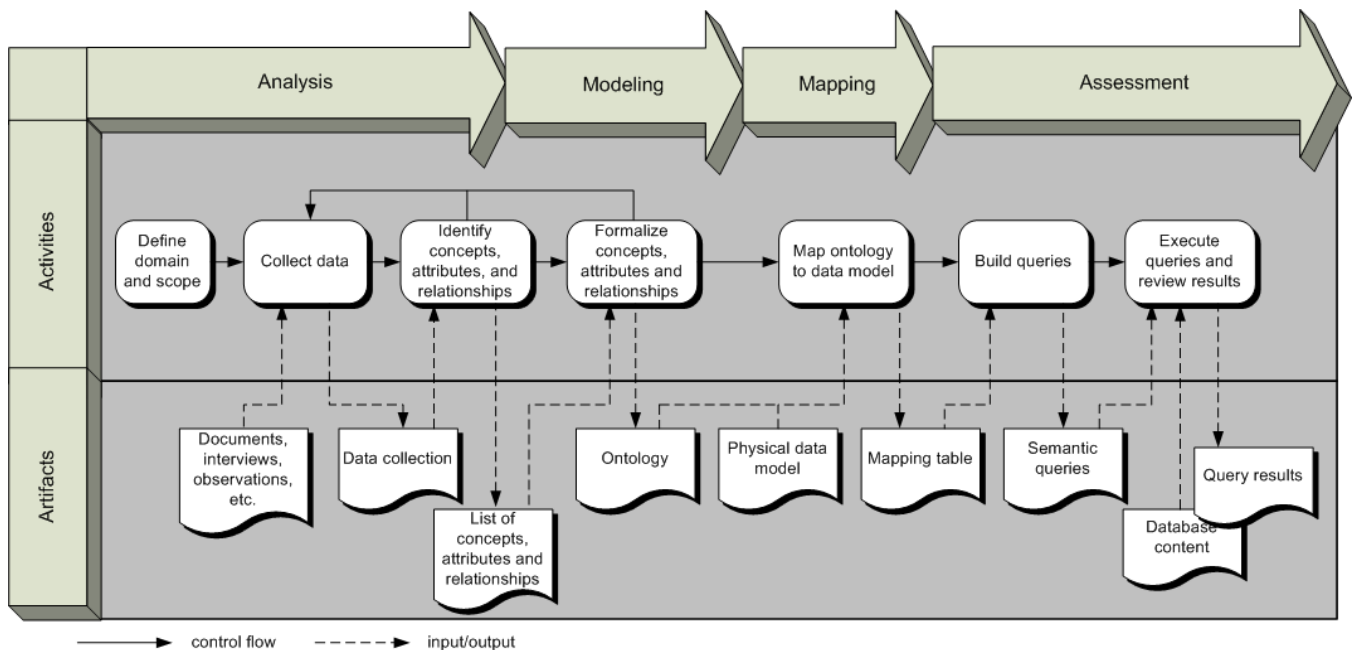 Analysis
Modeling
Mapping
Assessment
Activities
Define
domain
and scope
Collect data
Identify
concepts,
attributes, and
relationships
Formalize
concepts,
attributes and
relationships
Map ontology
to data model
Build queries
Execute
queries and
review results
Artifacts
Documents,
interviews,
observations,
etc.
Data collection
List of
concepts,
attributes and
relationships
Ontology
Physical data
model
Mapping table
Semantic
queries
Database
content
Query results
control flow
input/output